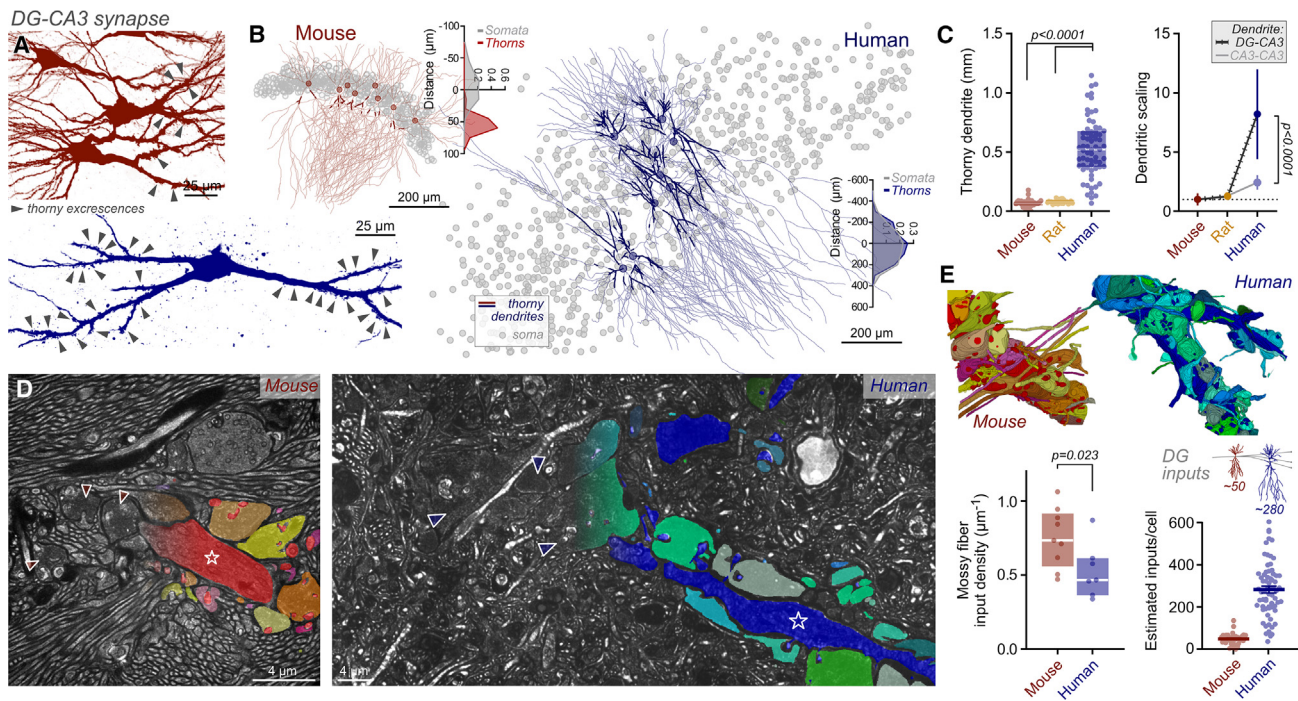 DG-CA3 synapse
A
25 µm
thorny excrescences
25 µm
B
Mouse
Somata
Thorns
Distance (µm)
-100
-50
0
50
100
0.2
0.4
0.6
200 µm
Human
Somata
Thorns
Distance (µm)
-600
-400
-200
0
200
400
600
0.1
0.2
0.3
200 µm
thorny
dendrites
soma
C
p<0.0001
Thorny dendrite (mm)
1.5
1.0
0.5
0.0
Mouse
Rat
Human
Dendrite:
DG-CA3
CA3-CA3
Dendritic scaling
15
10
5
0
p<0.0001
Mouse
Rat
Human
D
Mouse
4 µm
Human
4 µm
E
Human
Mouse
p=0.023
Mossy fiber
input density (µm⁻¹)
1.0
0.5
0.0
Mouse
Human
DG
inputs
~50
~280
Estimated inputs/cell
600
400
200
0
Mouse
Human